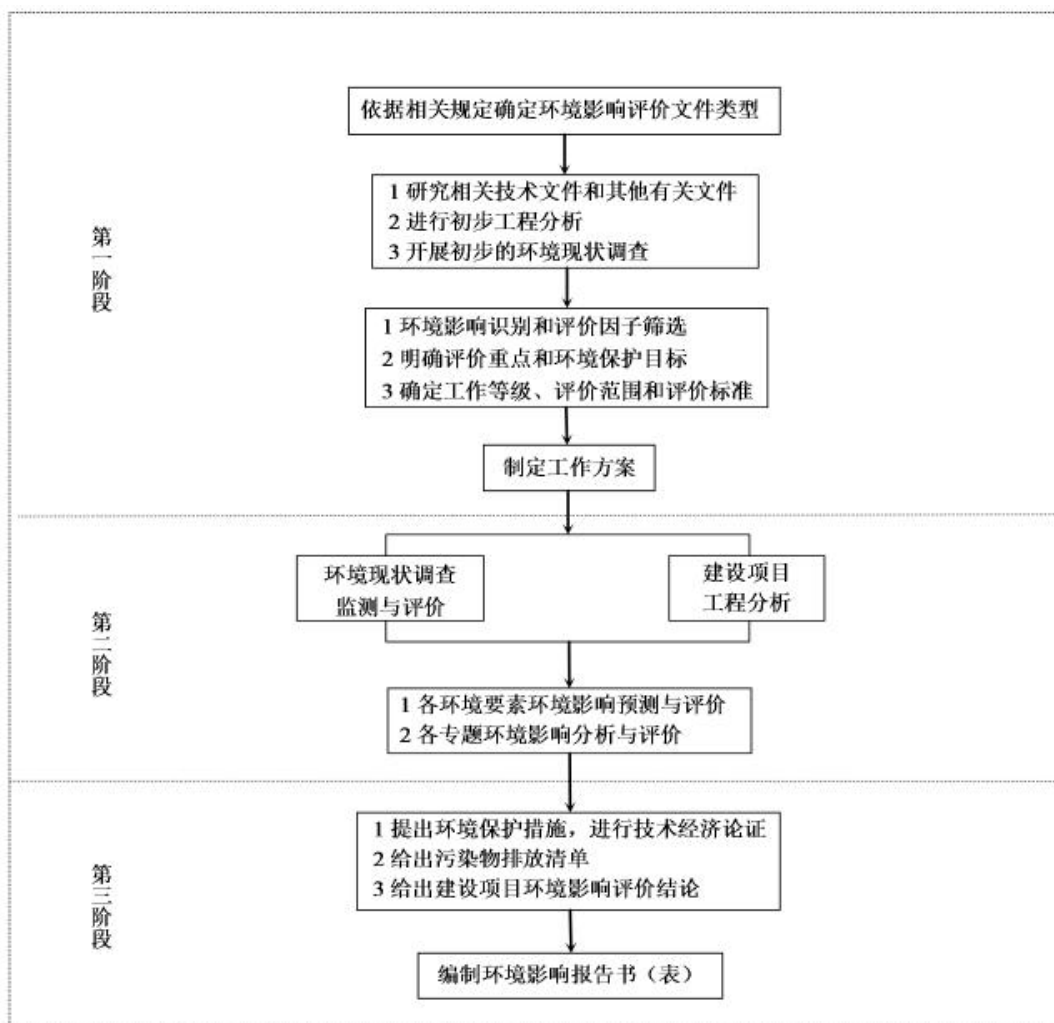 依据相关规定确定环境影响评价文件类型
1 研究相关技术文件和其他有关文件
2 进行初步工程分析
3 开展初步的环境现状调查
第一阶段
1 环境影响识别和评价因子筛选
2 明确评价重点和环境保护目标
3 确定工作等级、评价范围和评价标准
制定工作方案
环境现状调查
监测与评价
建设项目
工程分析
第二阶段
1 各环境要素环境影响预测与评价
2 各专题环境影响分析与评价
1 提出环境保护措施，进行技术经济论证
2 给出污染物排放清单
3 给出建设项目环境影响评价结论
第三阶段
编制环境影响报告书（表）